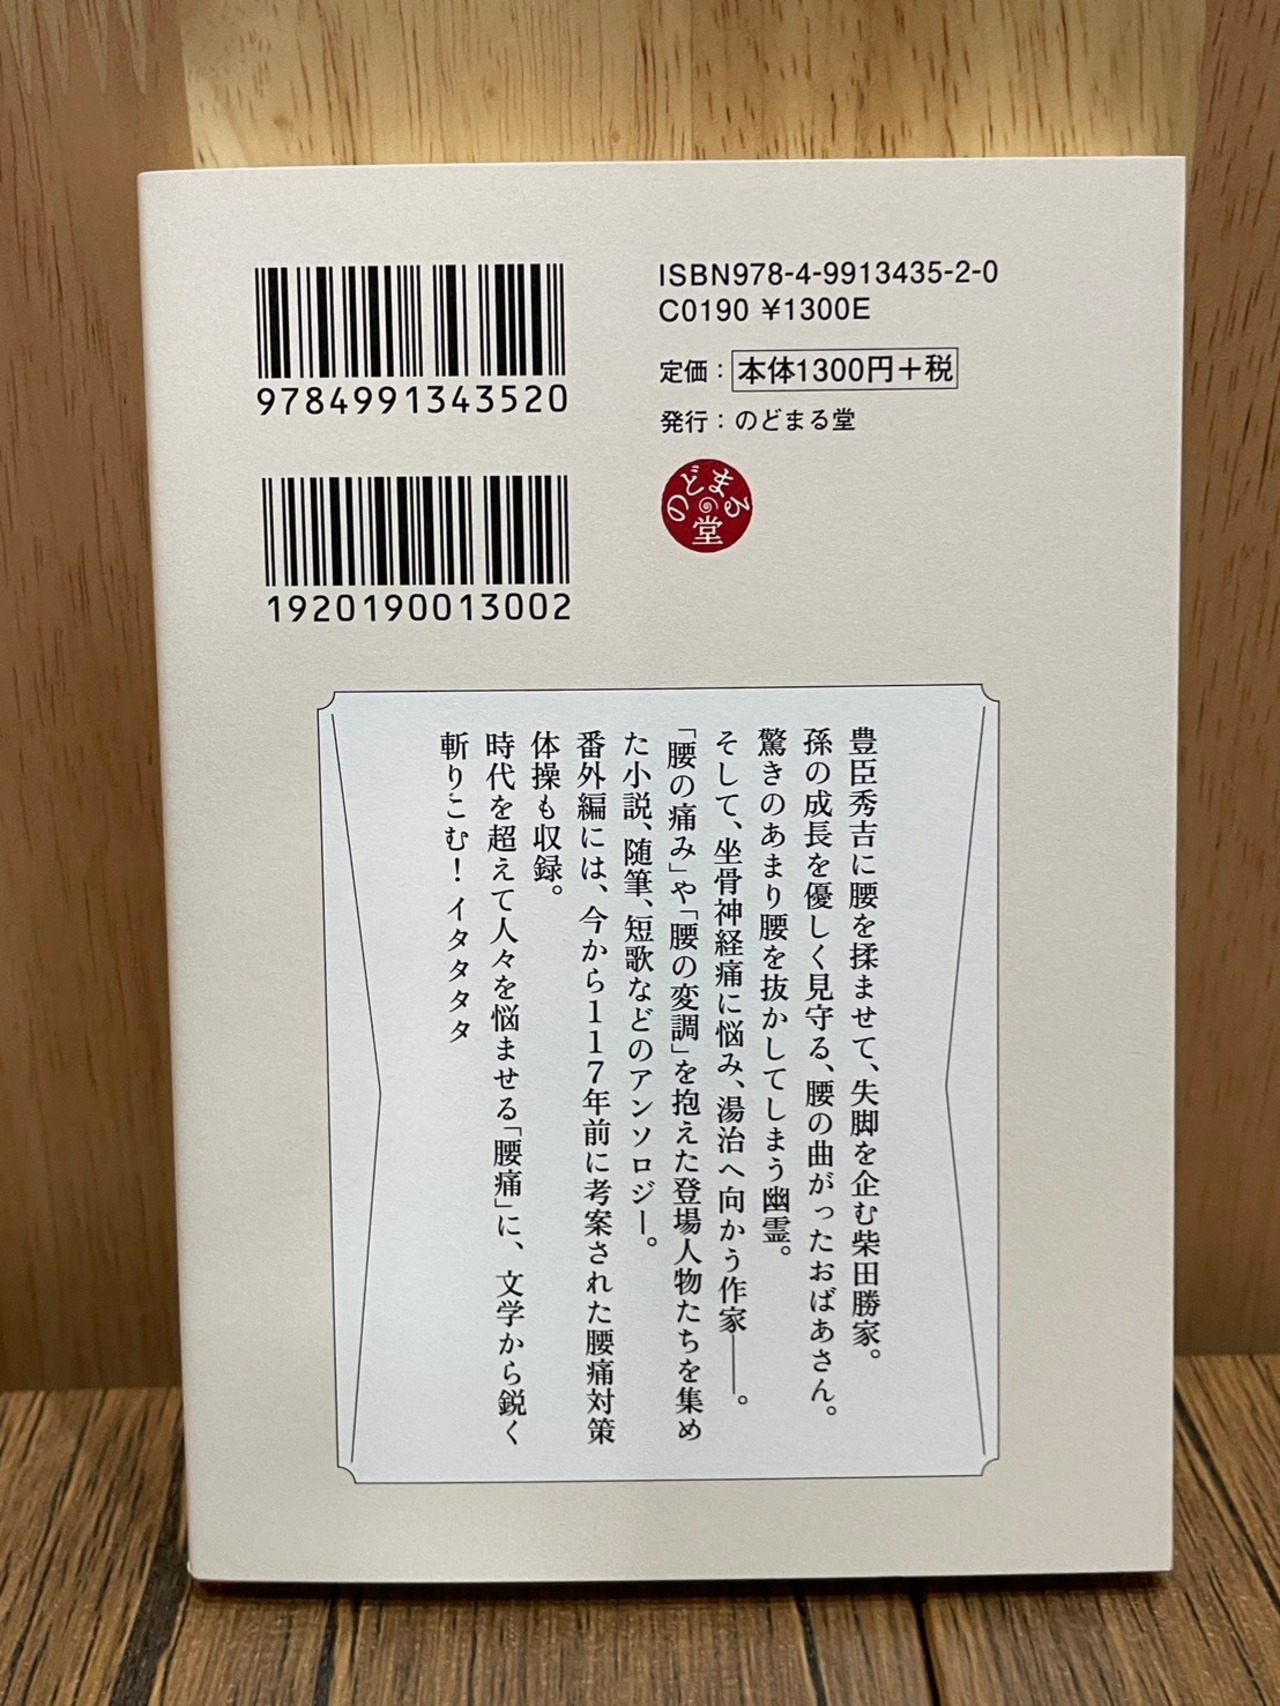 9784991343520
1920190013002
ISBN978-4-9913435-2-0
C0190 ¥1300E
定価：本体1300円＋税
発行：のどまる堂
のどまる
堂
豊臣秀吉に腰を揉ませて、失脚を企む柴田勝家。
孫の成長を優しく見守る、腰の曲がったおばあさん。
驚きのあまり腰を抜かしてしまう幽霊。
そして、坐骨神経痛に悩み、湯治へ向かう作家――。
「腰の痛み」や「腰の変調」を抱えた登場人物たちを集め
た小説、随筆、短歌などのアンソロジー。
番外編には、今から117年前に考案された腰痛対策
体操も収録。
時代を超えて人々を悩ませる「腰痛」に、文学から鋭く
斬りこむ！イタタタタ